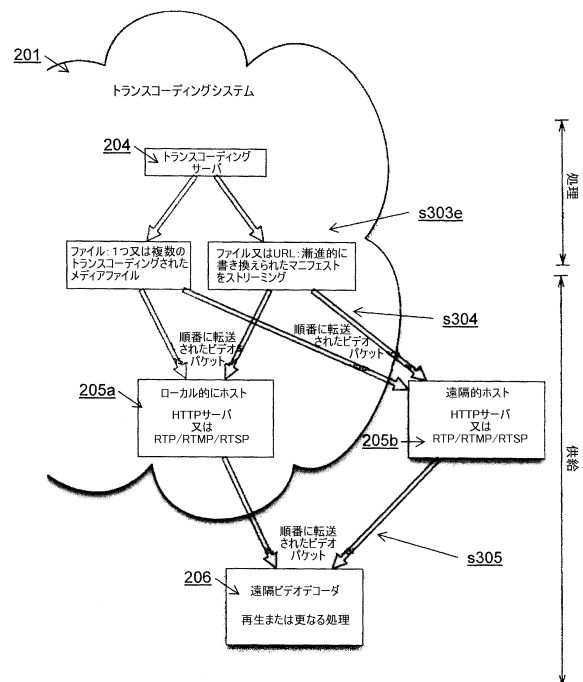 201
トランスコーディングシステム
204
トランスコーディング
サーバ
処理
s303e
ファイル:1つ又は複数の
トランスコーディングされた
メディアファイル
ファイル又はURL:漸進的に
書き換えられたマニフェスト
をストリーミング
s304
順番に転送
されたビデオ
パケット
順番に転送
されたビデオ
パケット
205a
ローカル的にホスト
HTTPサーバ
又は
RTP/RTMP/RTSP
遠隔的ホスト
HTTPサーバ
又は
205b
RTP/RTMP/RTSP
供給
順番に転送
されたビデオ
パケット
s305
206
遠隔ビデオデコーダ
再生または更なる処理